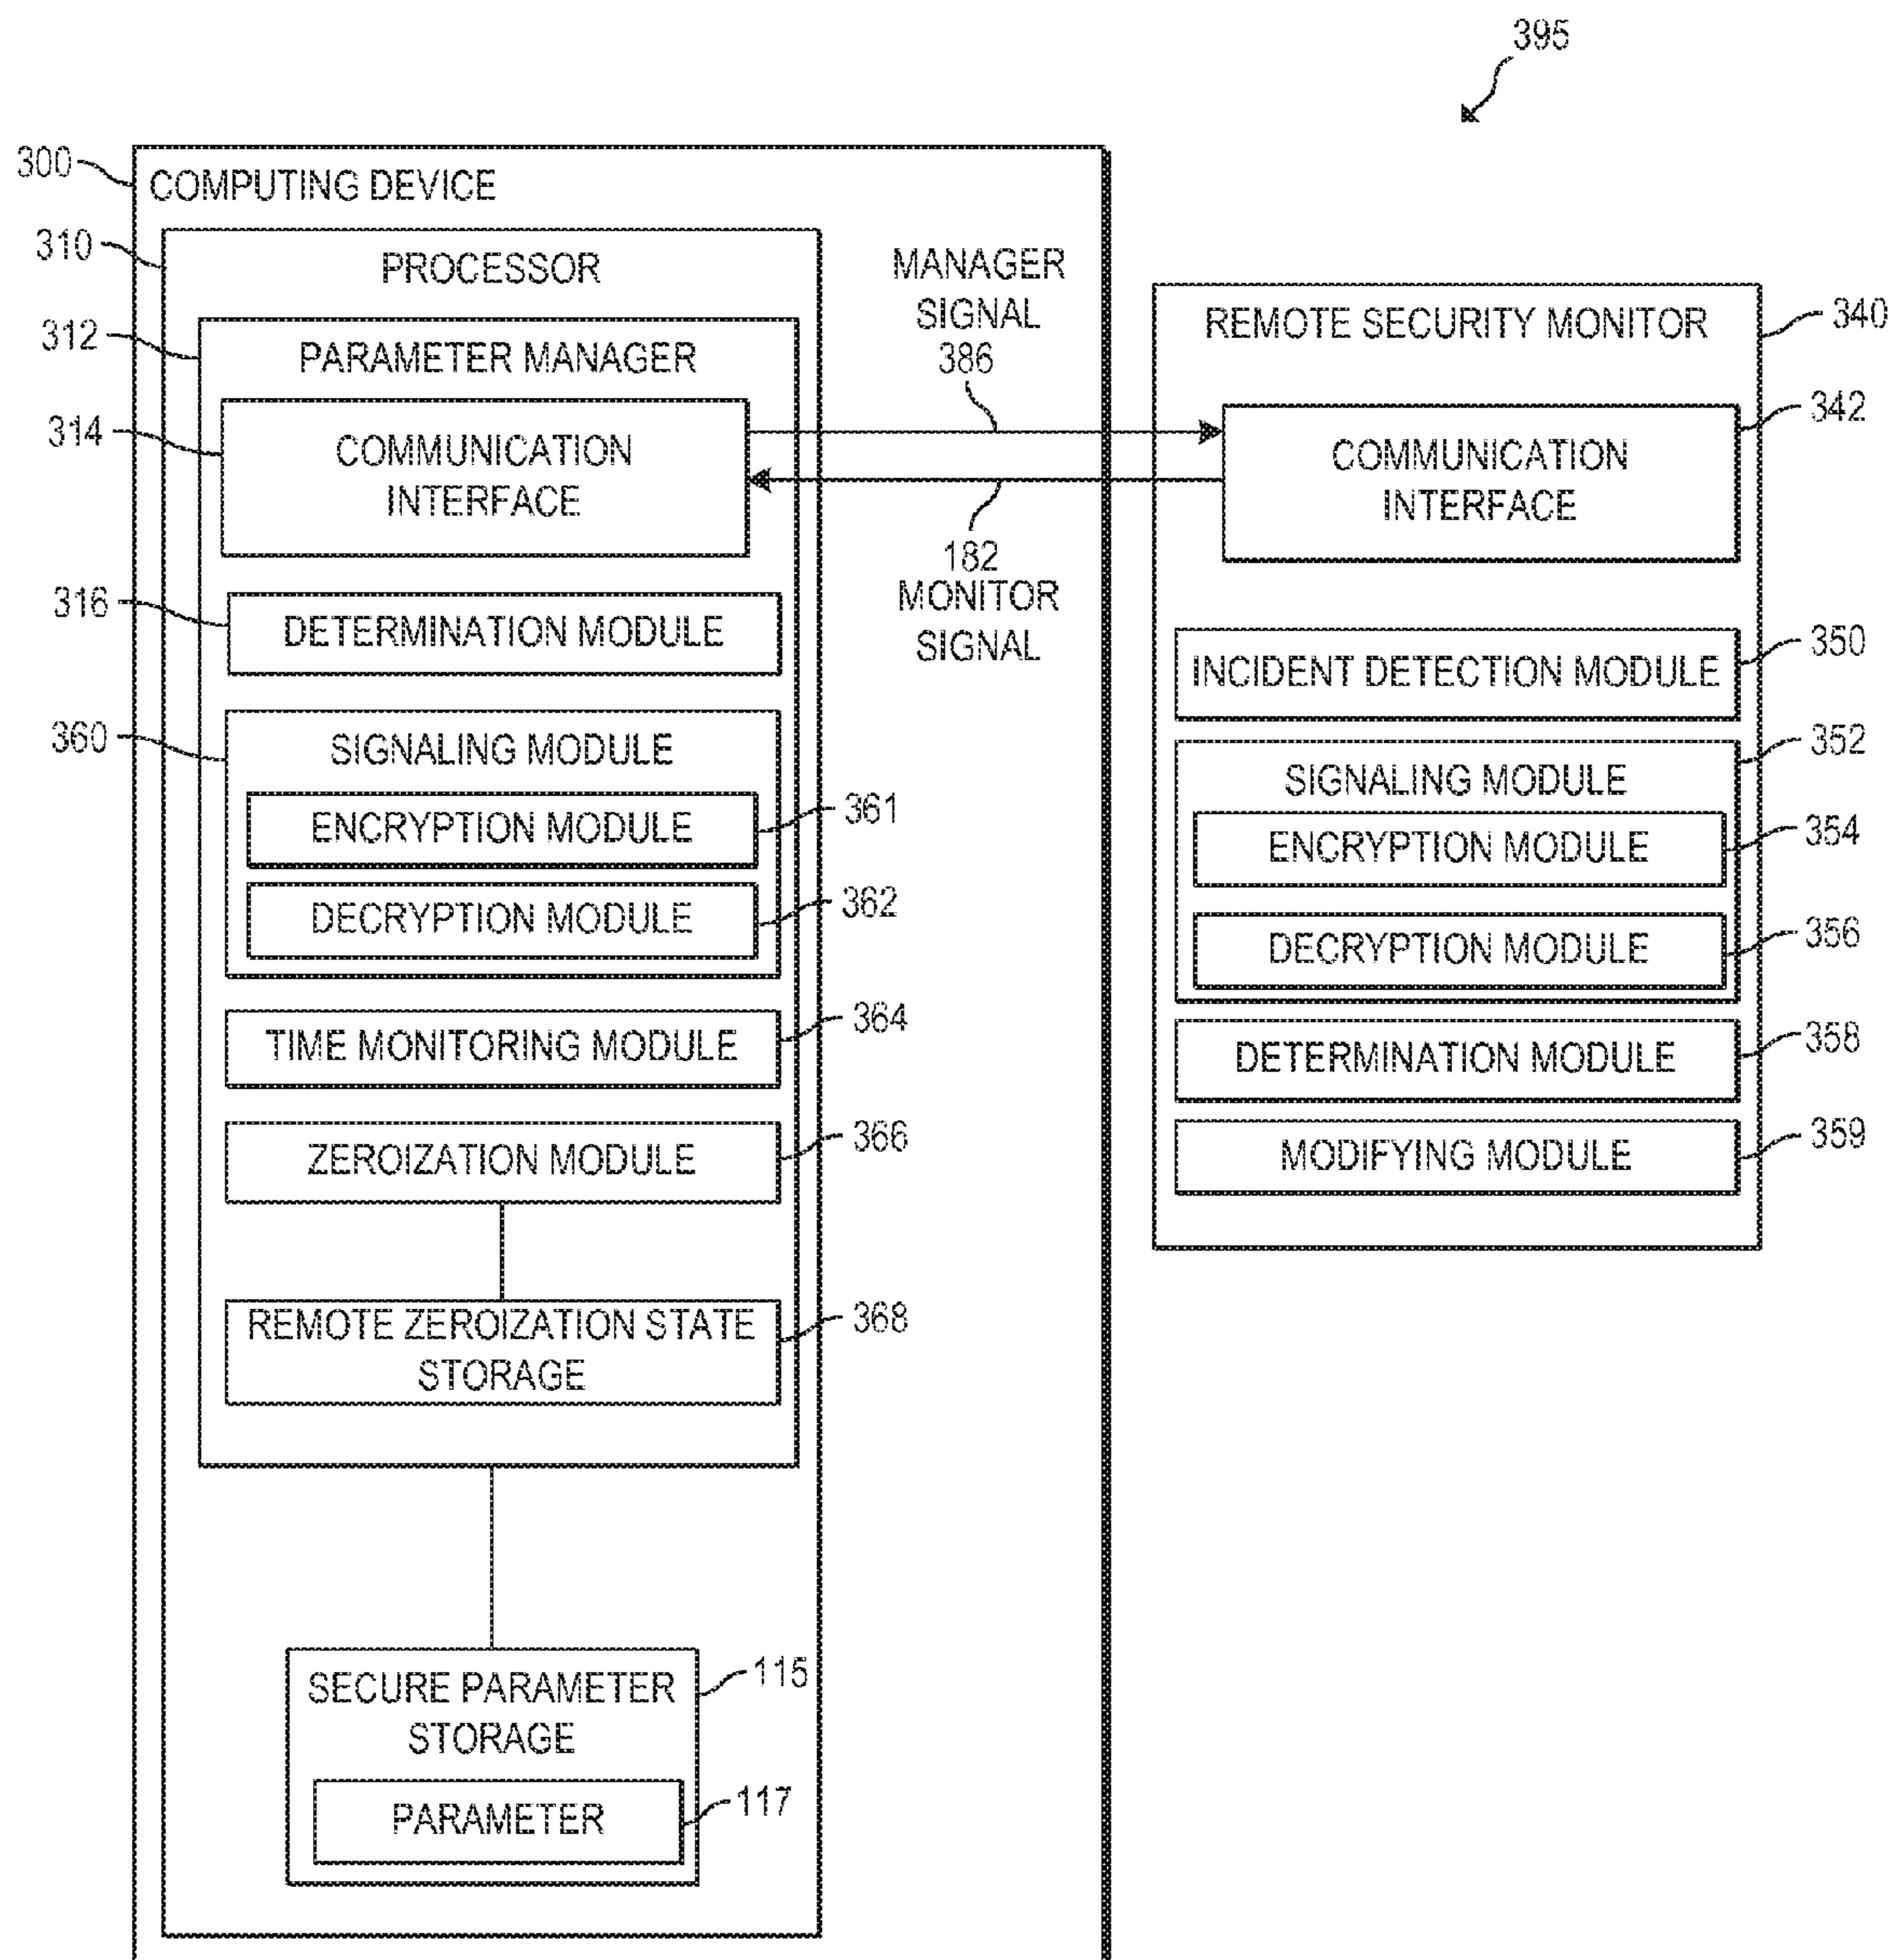 395
300
COMPUTING DEVICE
310
PROCESSOR
312
PARAMETER MANAGER
314
COMMUNICATION
INTERFACE
MANAGER
SIGNAL
386
182
MONITOR
SIGNAL
316
DETERMINATION MODULE
360
SIGNALING MODULE
ENCRYPTION MODULE
361
DECRYPTION MODULE
362
TIME MONITORING MODULE
364
ZEROIZATION MODULE
366
REMOTE ZEROIZATION STATE
STORAGE
368
SECURE PARAMETER
STORAGE
115
PARAMETER
117
REMOTE SECURITY MONITOR
340
COMMUNICATION
INTERFACE
342
INCIDENT DETECTION MODULE
350
SIGNALING MODULE
352
ENCRYPTION MODULE
354
DECRYPTION MODULE
356
DETERMINATION MODULE
358
MODIFYING MODULE
359